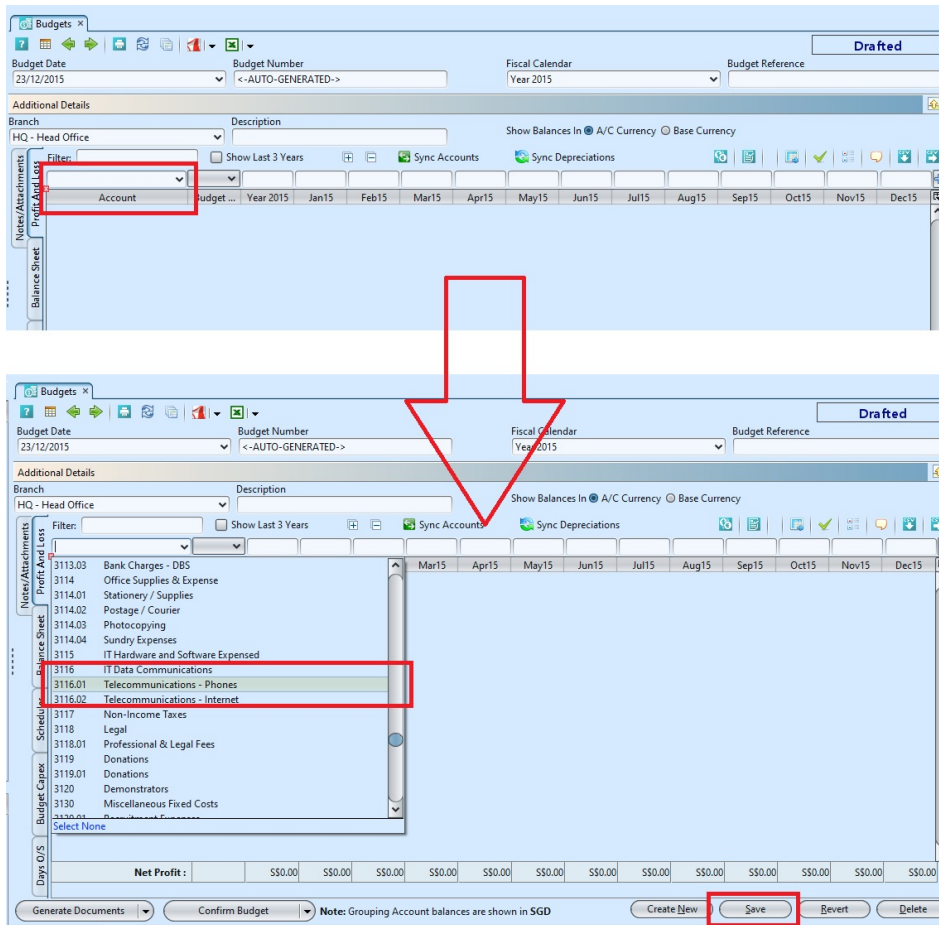 Budgets ×
Drafted
Budget Date Budget Number Fiscal Calendar Budget Reference
23/12/2015 <-AUTO-GENERATED-> Year 2015
Additional Details
Branch Description Show Balances In A/C Currency Base Currency
HQ - Head Office
Filter: Show Last 3 Years Sync Accounts Sync Depreciations
Account Budget ... Year 2015 Jan15 Feb15 Mar15 Apr15 May15 Jun15 Jul15 Aug15 Sep15 Oct15 Nov15 Dec15
Notes/Attachments
Profit And Loss
Balance Sheet
Budgets ×
Drafted
Budget Date Budget Number Fiscal Calendar Budget Reference
23/12/2015 <-AUTO-GENERATED-> Year 2015
Additional Details
Branch Description Show Balances In A/C Currency Base Currency
HQ - Head Office
Filter: Show Last 3 Years Sync Accounts Sync Depreciations
Mar15 Apr15 May15 Jun15 Jul15 Aug15 Sep15 Oct15 Nov15 Dec15
3113.03 Bank Charges - DBS
3114 Office Supplies & Expense
3114.01 Stationery / Supplies
3114.02 Postage / Courier
3114.03 Photocopying
3114.04 Sundry Expenses
3115 IT Hardware and Software Expensed
3116 IT Data Communications
3116.01 Telecommunications - Phones
3116.02 Telecommunications - Internet
3117 Non-Income Taxes
3118 Legal
3118.01 Professional & Legal Fees
3119 Donations
3119.01 Donations
3120 Demonstrators
3130 Miscellaneous Fixed Costs
Select None
Notes/Attachments
Profit And Loss
Balance Sheet
Schedules
Budget Capex
Days O/S
Net Profit : S$0.00 S$0.00 S$0.00 S$0.00 S$0.00 S$0.00 S$0.00 S$0.00 S$0.00 S$0.00 S$0.00 S$0.00 S$0.00
Generate Documents Confirm Budget Note: Grouping Account balances are shown in SGD Create New Save Revert Delete